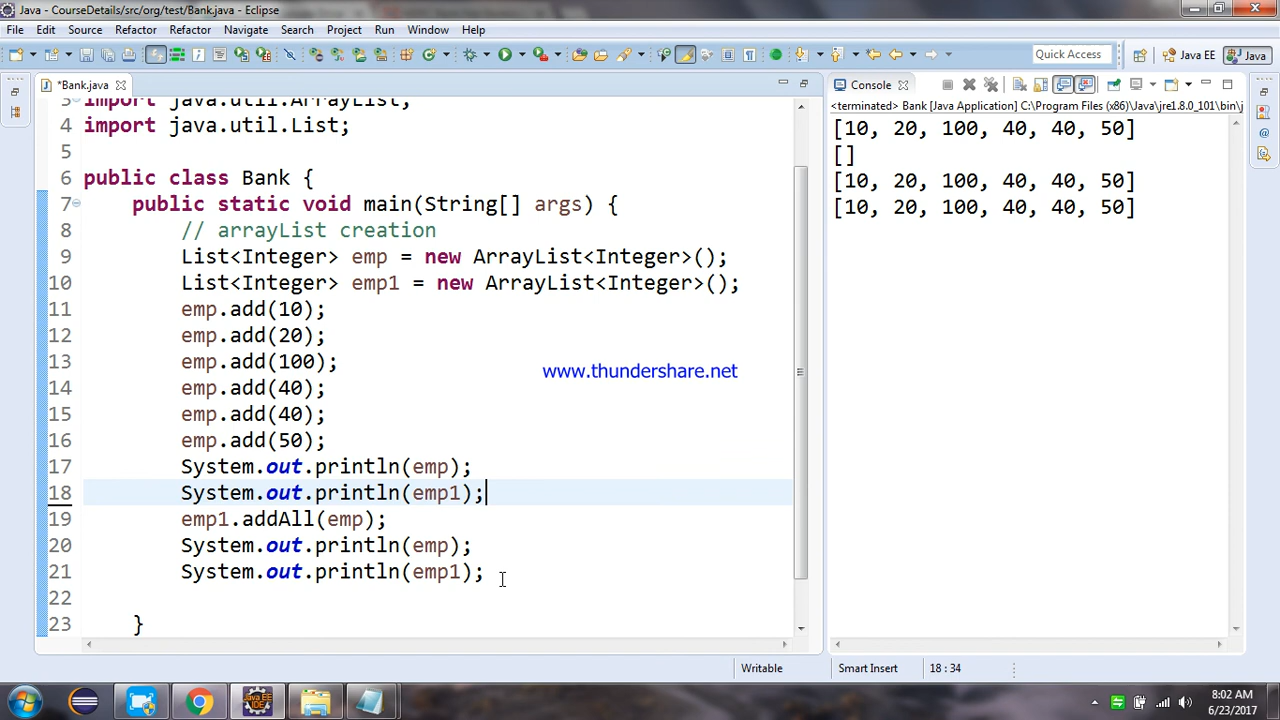 Java - CourseDetails/src/org/test/Bank.java - Eclipse
File Edit Source Refactor Refactor Navigate Search Project Run Window Help
Quick Access
Java EE
Java
*Bank.java
3 import java.util.ArrayList;
4 import java.util.List;
5
6 public class Bank {
7 public static void main(String[] args) {
8 // arrayList creation
9 List<Integer> emp = new ArrayList<Integer>();
10 List<Integer> emp1 = new ArrayList<Integer>();
11 emp.add(10);
12 emp.add(20);
13 emp.add(100);
14 emp.add(40);
15 emp.add(40);
16 emp.add(50);
17 System.out.println(emp);
18 System.out.println(emp1);
19 emp1.addAll(emp);
20 System.out.println(emp);
21 System.out.println(emp1);
22
23 }
www.thundershare.net
Console
<terminated> Bank [Java Application] C:\Program Files (x86)\Java\jre1.8.0_101\bin\j
[10, 20, 100, 40, 40, 50]
[]
[10, 20, 100, 40, 40, 50]
[10, 20, 100, 40, 40, 50]
Writable
Smart Insert
18 : 34
Java EE
IDE
8:02 AM
6/23/2017